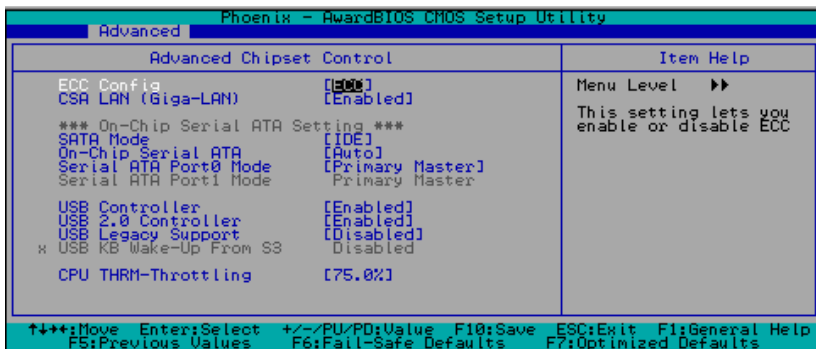 Phoenix - AwardBIOS CMOS Setup Utility
Advanced
Advanced Chipset Control
Item Help
ECC Config [ECC]
CSA LAN (Giga-LAN) [Enabled]
*** On-Chip Serial ATA Setting ***
SATA Mode [IDE]
On-Chip Serial ATA [Auto]
Serial ATA Port0 Mode [Primary Master]
Serial ATA Port1 Mode Primary Master
USB Controller [Enabled]
USB 2.0 Controller [Enabled]
USB Legacy Support [Disabled]
x USB KB Wake-Up From S3 Disabled
CPU THRM-Throttling [75.0%]
Menu Level ▶▶
This setting lets you
enable or disable ECC
↑↓→←:Move Enter:Select +/-/PU/PD:Value F10:Save ESC:Exit F1:General Help
F5:Previous Values F6:Fail-Safe Defaults F7:Optimized Defaults